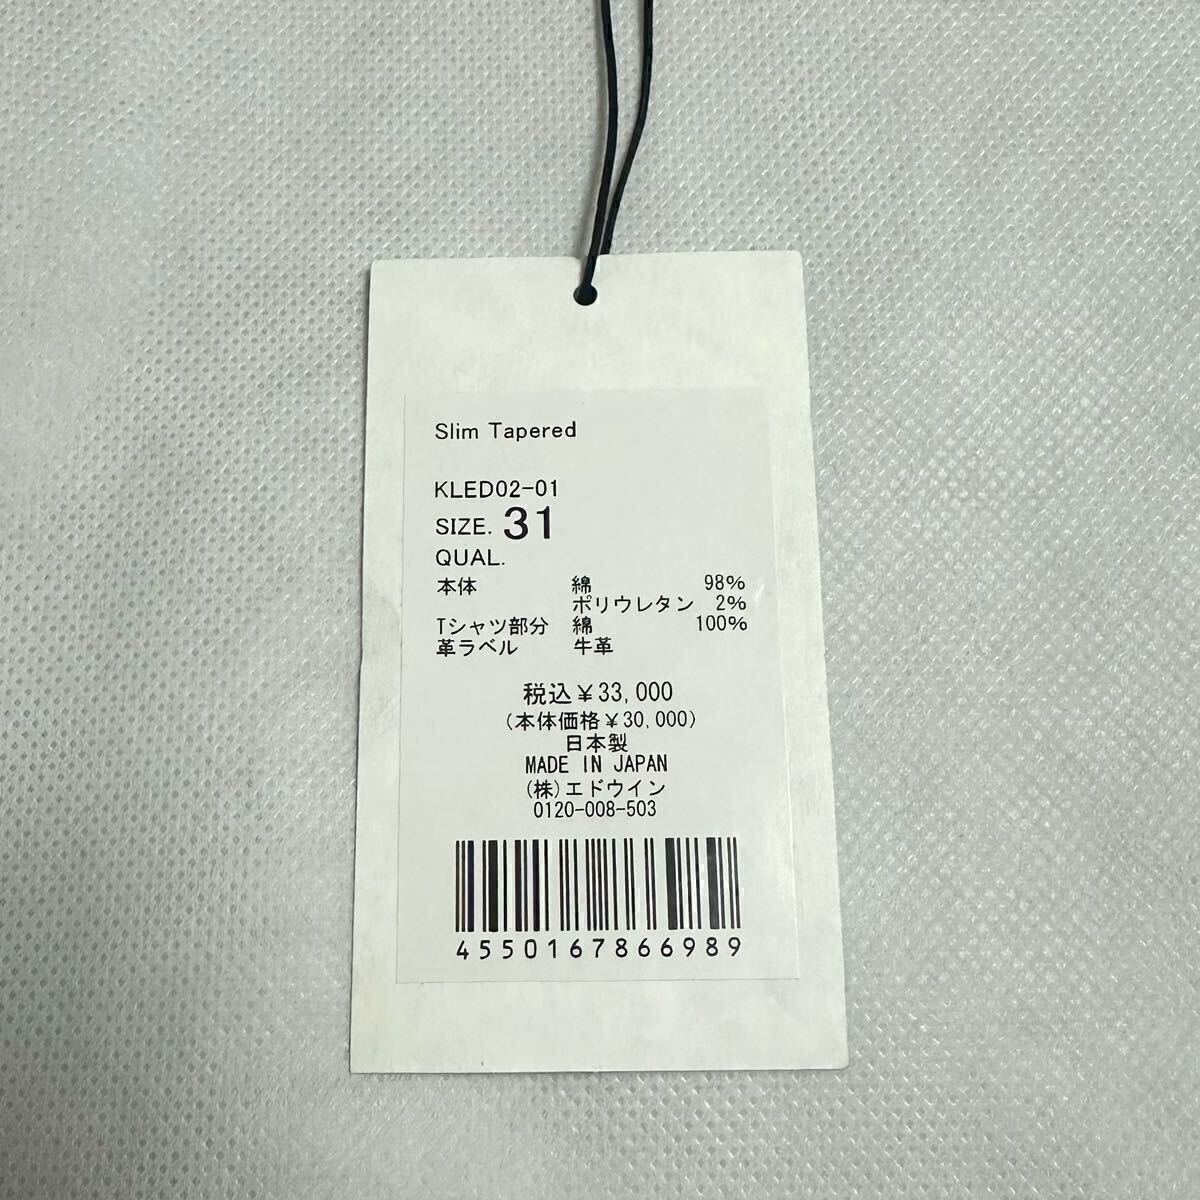 Slim Tapered
KLED02-01
SIZE. 31
QUAL.
本体 綿 98%
ポリウレタン 2%
Tシャツ部分 綿 100%
革ラベル 牛革
税込￥33,000
(本体価格￥30,000)
日本製
MADE IN JAPAN
(株)エドウイン
0120-008-503
4550167866989